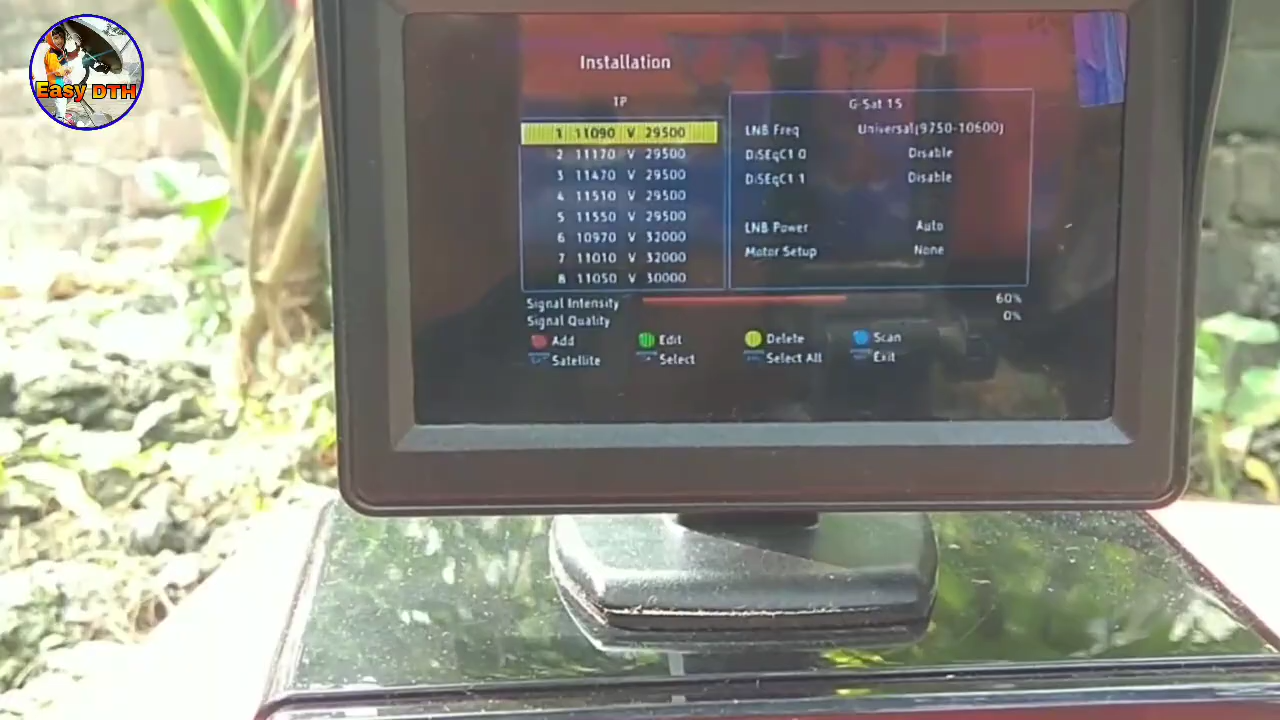 Easy DTH
Installation
TP
1 11090 V 29500
2 11170 V 29500
3 11470 V 29500
4 11510 V 29500
5 11550 V 29500
6 10970 V 32000
7 11010 V 32000
8 11050 V 30000
G-Sat 15
LNB Freq Universal(9750-10600)
DiSEqC1 0 Disable
DiSEqC1 1 Disable
LNB Power Auto
Motor Setup None
Signal Intensity 60%
Signal Quality 0%
Add Edit Delete Scan
Satellite Select Select All Exit